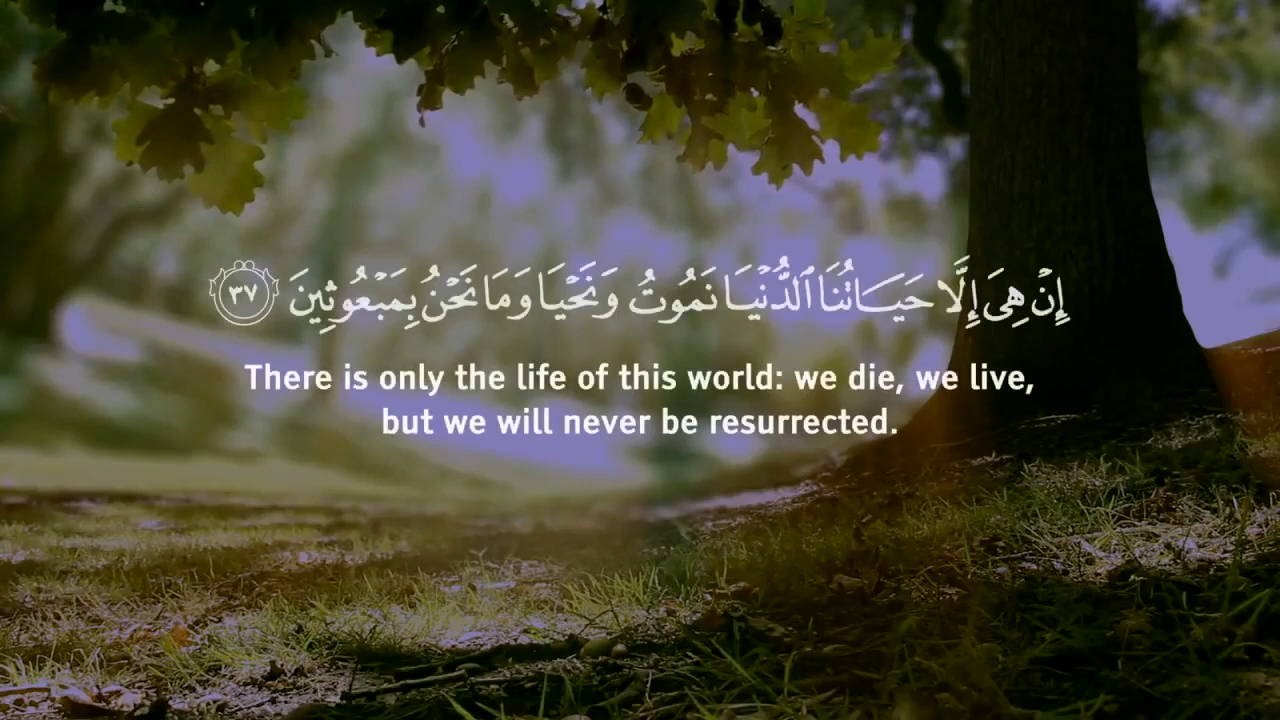 إِنْ هِىَ إِلَّا حَيَاتُنَا ٱلدُّنْيَا نَمُوتُ وَنَحْيَا وَمَا نَحْنُ بِمَبْعُوثِينَ ٣٧
There is only the life of this world: we die, we live,
but we will never be resurrected.